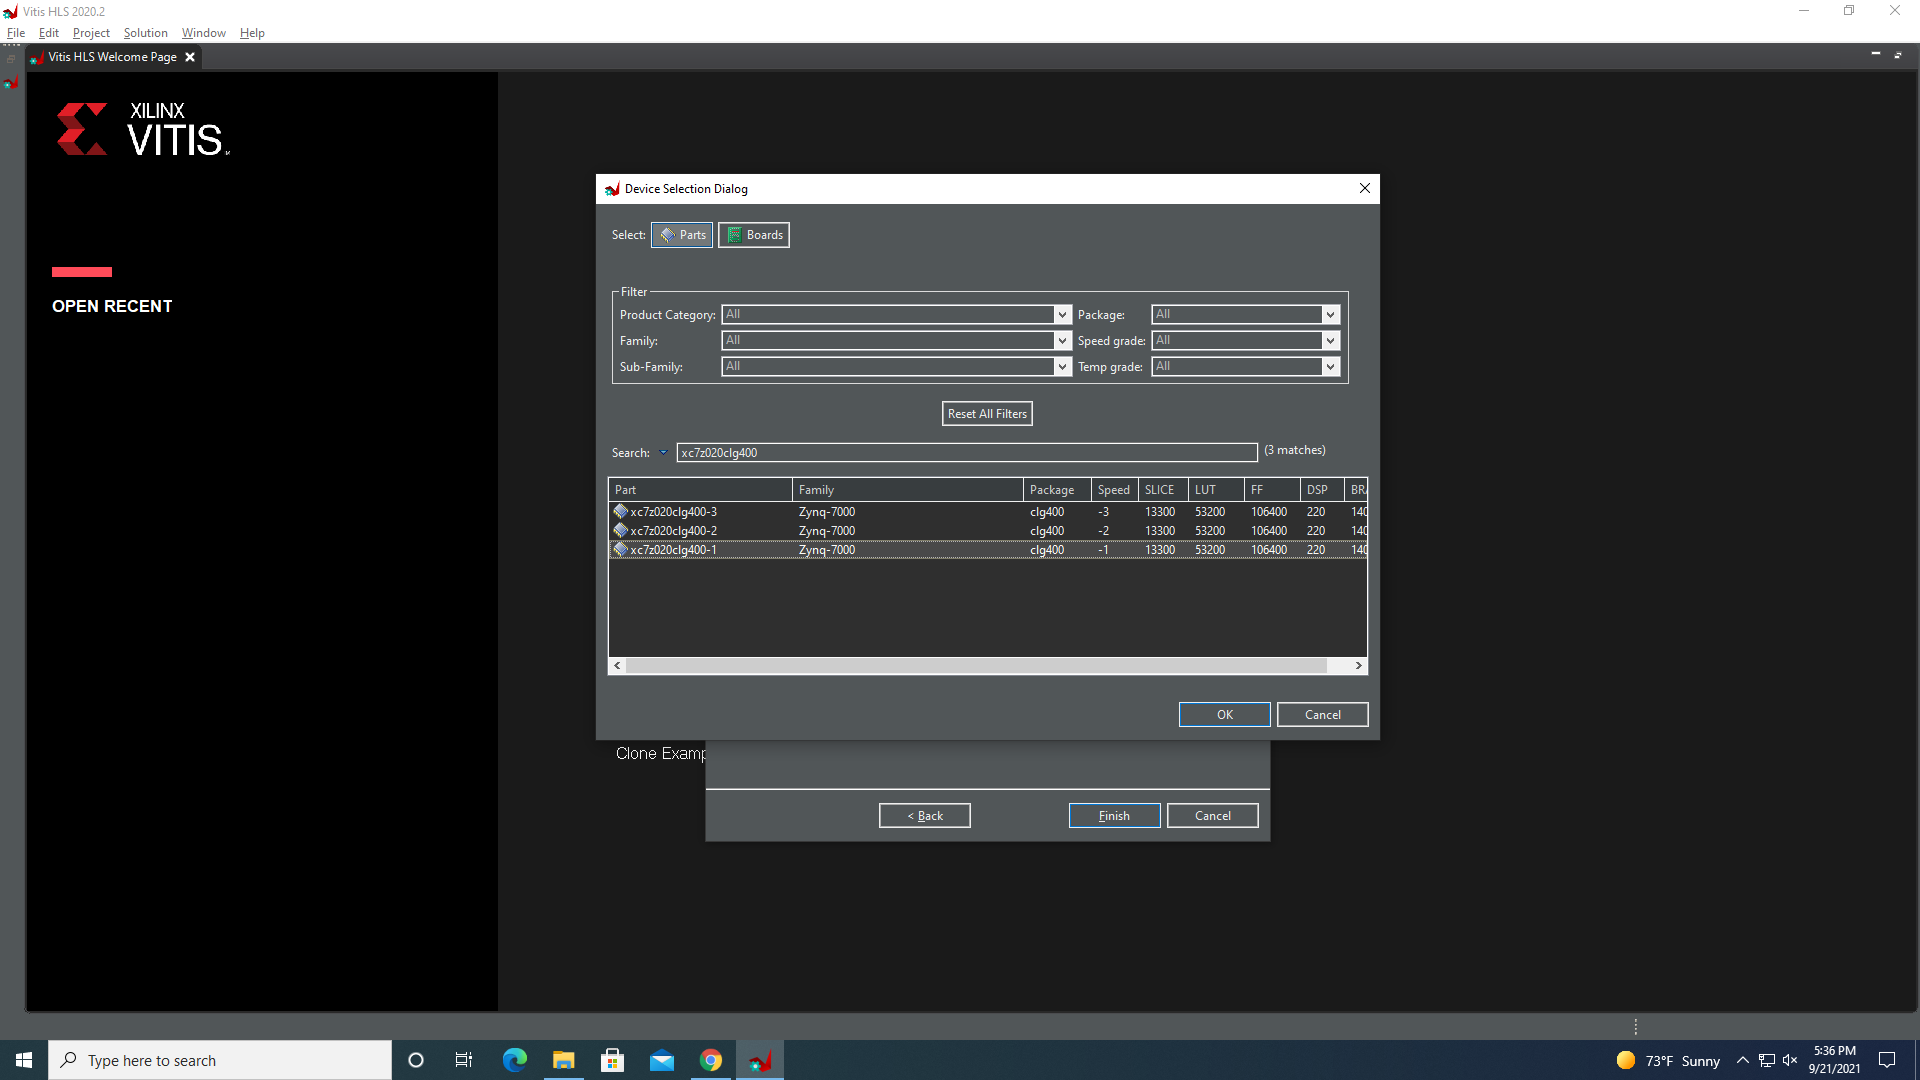 Vitis HLS 2020.2
File Edit Project Solution Window Help
Vitis HLS Welcome Page
XILINX
VITIS
OPEN RECENT
Device Selection Dialog
Select: Parts Boards
Filter
Product Category: All Package: All
Family: All Speed grade: All
Sub-Family: All Temp grade: All
Reset All Filters
Search: xc7z020clg400 (3 matches)
Part Family Package Speed SLICE LUT FF DSP BRA
xc7z020clg400-3 Zynq-7000 clg400 -3 13300 53200 106400 220 140
xc7z020clg400-2 Zynq-7000 clg400 -2 13300 53200 106400 220 140
xc7z020clg400-1 Zynq-7000 clg400 -1 13300 53200 106400 220 140
OK Cancel
Clone Examp
< Back Finish Cancel
Type here to search
73°F Sunny
5:36 PM
9/21/2021